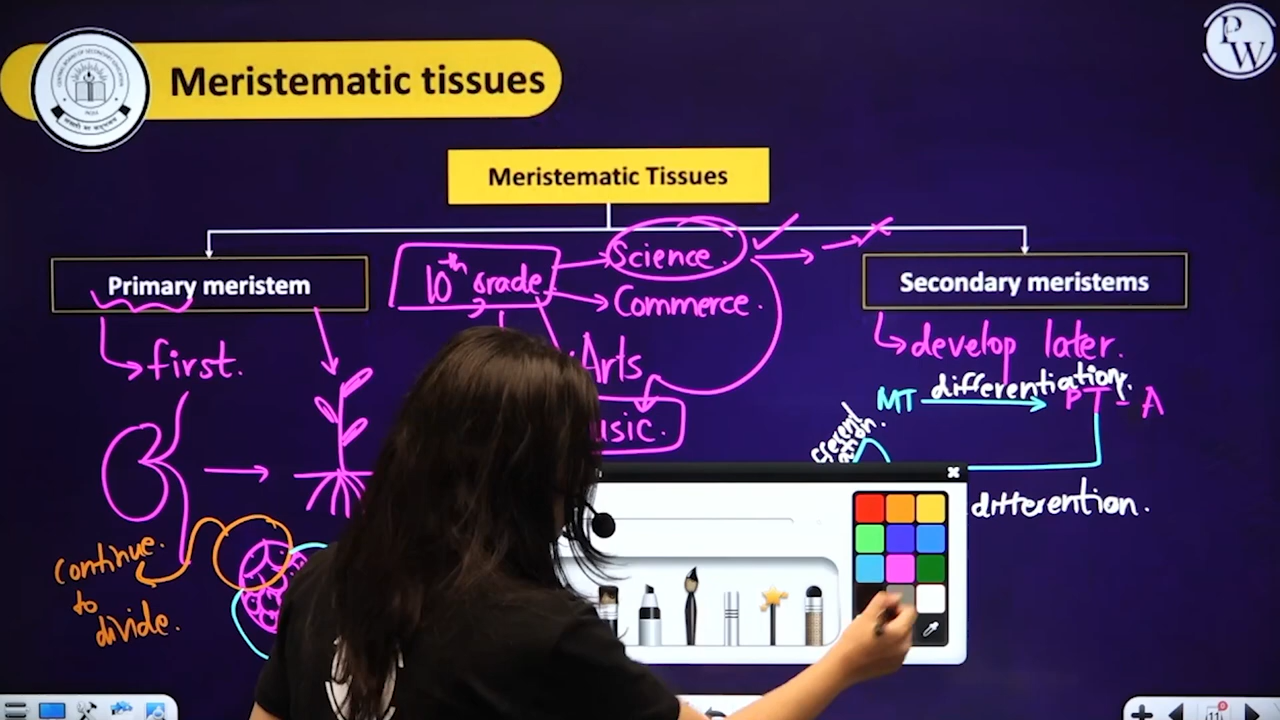 Meristematic tissues
PW
Meristematic Tissues
Primary meristem
10th grade
Science
Commerce
Arts
Secondary meristems
first.
develop later.
MT differentiation. PT - A
differention.
continue
to
divide.